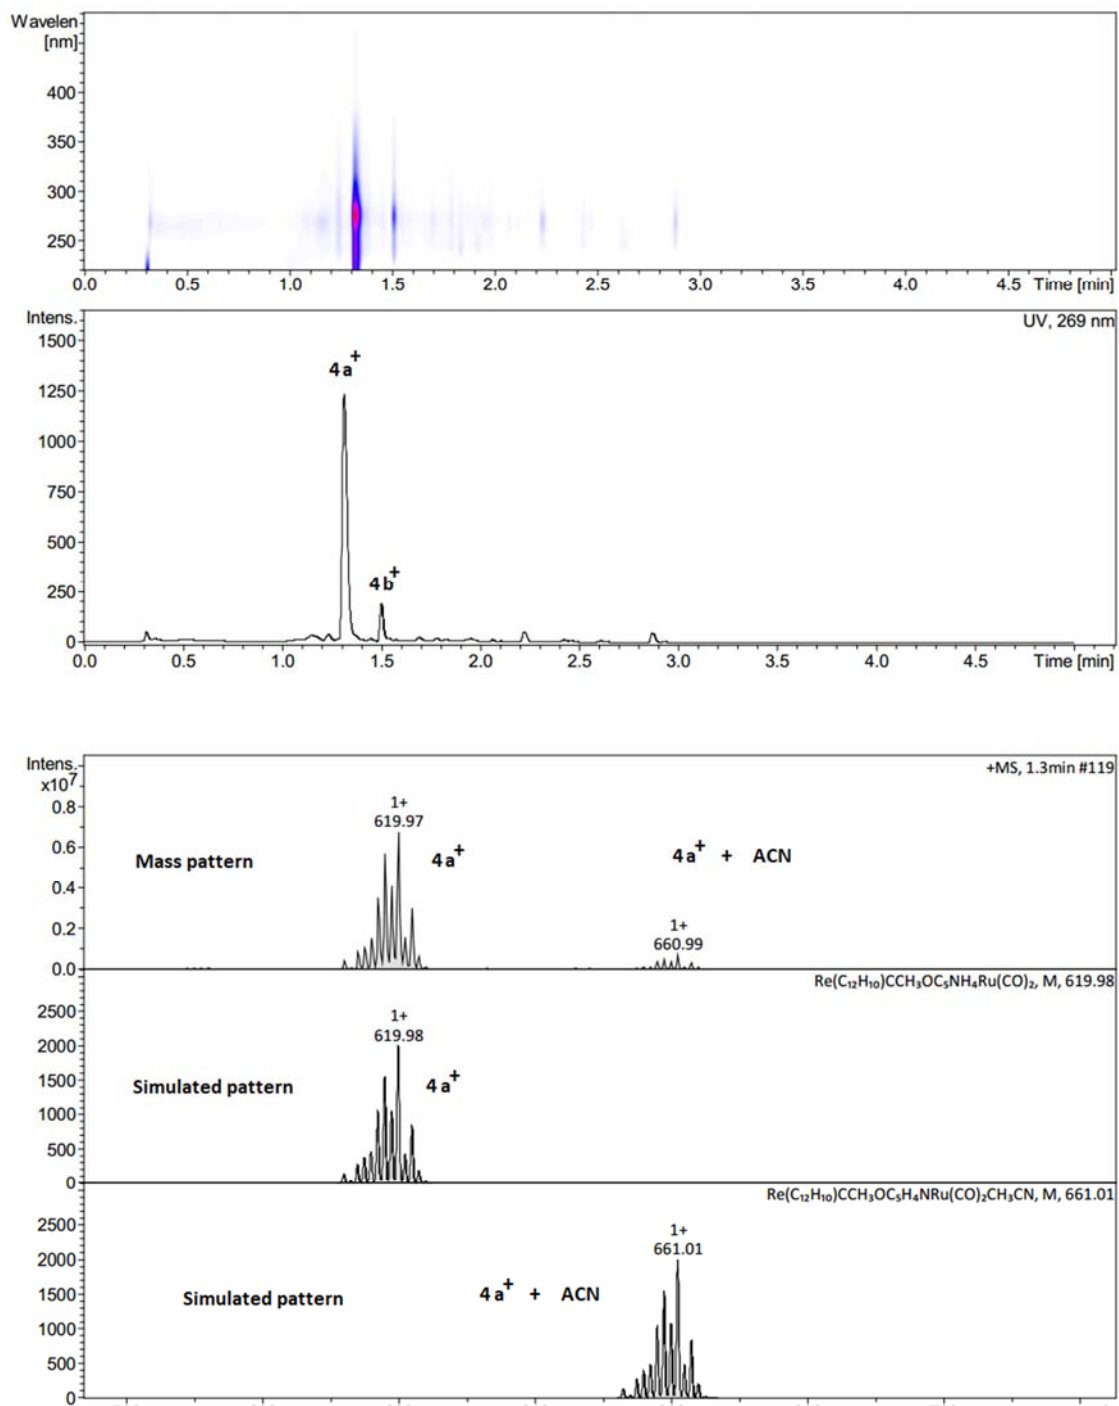 Wavelen
[nm]
400
350
300
250
0.0 0.5 1.0 1.5 2.0 2.5 3.0 3.5 4.0 4.5 Time [min]
Intens.
UV, 269 nm
1500
1250
1000
750
500
250
0
4a⁺
4b⁺
0.0 0.5 1.0 1.5 2.0 2.5 3.0 3.5 4.0 4.5 Time [min]
Intens.
x10⁷
+MS, 1.3min #119
0.8
0.6
0.4
0.2
0.0
1+
619.97
Mass pattern
4a⁺
4a⁺ + ACN
1+
660.99
Re(C₁₂H₁₀)CCH₃OC₅NH₄Ru(CO)₂, M, 619.98
2500
2000
1500
1000
500
0
1+
619.98
Simulated pattern
4a⁺
Re(C₁₂H₁₀)CCH₃OC₅H₄NRu(CO)₂CH₃CN, M, 661.01
2500
2000
1500
1000
500
0
1+
661.01
Simulated pattern
4a⁺ + ACN